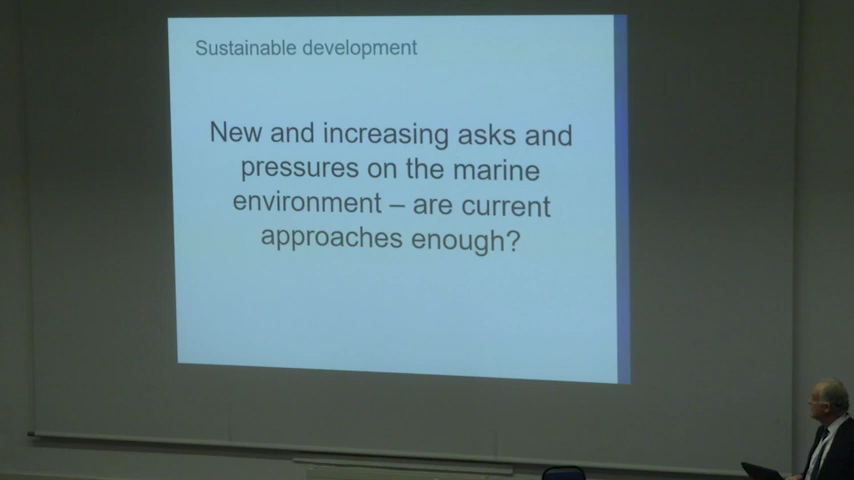 Sustainable development
New and increasing asks and
pressures on the marine
environment – are current
approaches enough?